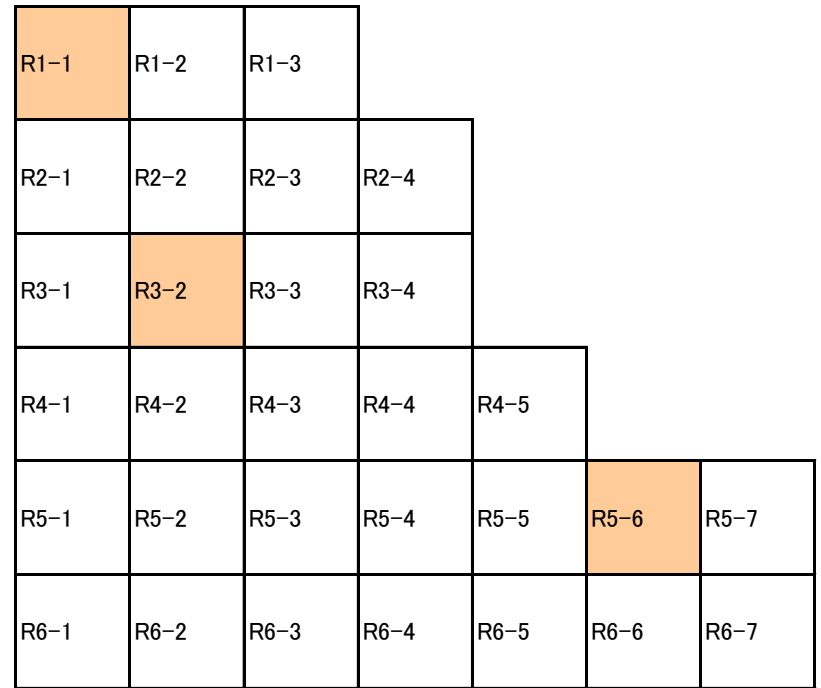 R1-1 R1-2 R1-3
R2-1 R2-2 R2-3 R2-4
R3-1 R3-2 R3-3 R3-4
R4-1 R4-2 R4-3 R4-4 R4-5
R5-1 R5-2 R5-3 R5-4 R5-5 R5-6 R5-7
R6-1 R6-2 R6-3 R6-4 R6-5 R6-6 R6-7